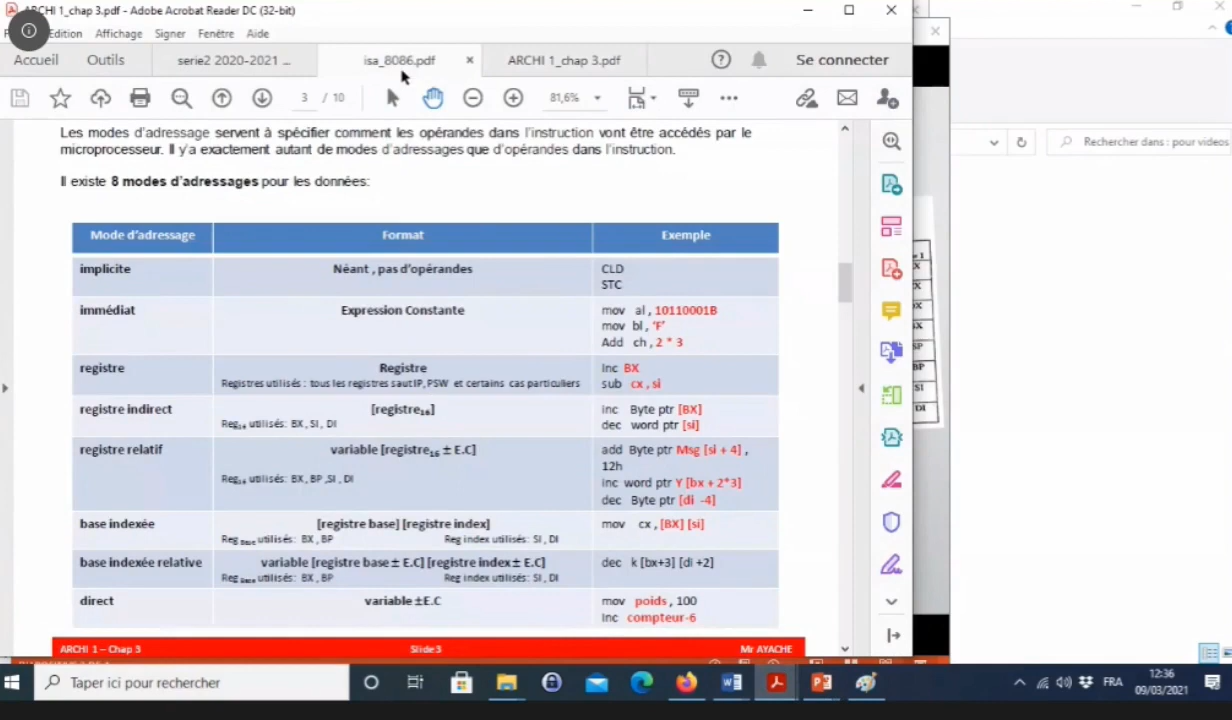 ARCHI 1_chap 3.pdf - Adobe Acrobat Reader DC (32-bit)
Edition Affichage Signer Fenêtre Aide
Accueil Outils serie2 2020-2021 ... isa_8086.pdf × ARCHI 1_chap 3.pdf Se connecter
3 / 10 81,6%
Les modes d'adressage servent à spécifier comment les opérandes dans l'instruction vont être accédés par le
microprocesseur. Il y'a exactement autant de modes d'adressages que d'opérandes dans l'instruction.
Il existe 8 modes d'adressages pour les données:
Rechercher dans : pour videos
Mode d'adressage Format Exemple
implicite Néant , pas d'opérandes CLD
STC
immédiat Expression Constante mov al , 10110001B
mov bl , 'F'
Add ch , 2 * 3
registre Registre Inc BX
Registres utilisés : tous les registres sauf IP, PSW et certains cas particuliers sub cx , si
registre indirect [registre₁₆] inc Byte ptr [BX]
Reg₁₆ utilisés: BX , SI , DI dec word ptr [si]
registre relatif variable [registre₁₆ ± E.C] add Byte ptr Msg [si + 4] ,
12h
Reg₁₆ utilisés: BX , BP ,SI , DI inc word ptr Y [bx + 2*3]
dec Byte ptr [di -4]
base indexée [registre base] [registre index] mov cx , [BX] [si]
Reg Base utilisés: BX , BP Reg index utilisés: SI , DI
base indexée relative variable [registre base ± E.C] [registre index ± E.C] dec k [bx+3] [di +2]
Reg Base utilisés: BX , BP Reg index utilisés: SI , DI
direct variable ±E.C mov poids , 100
Inc compteur-6
ARCHI 1 – Chap 3 Slide 3 Mr AYACHE
BP
SI
DI
Taper ici pour rechercher
FRA
12:36
09/03/2021